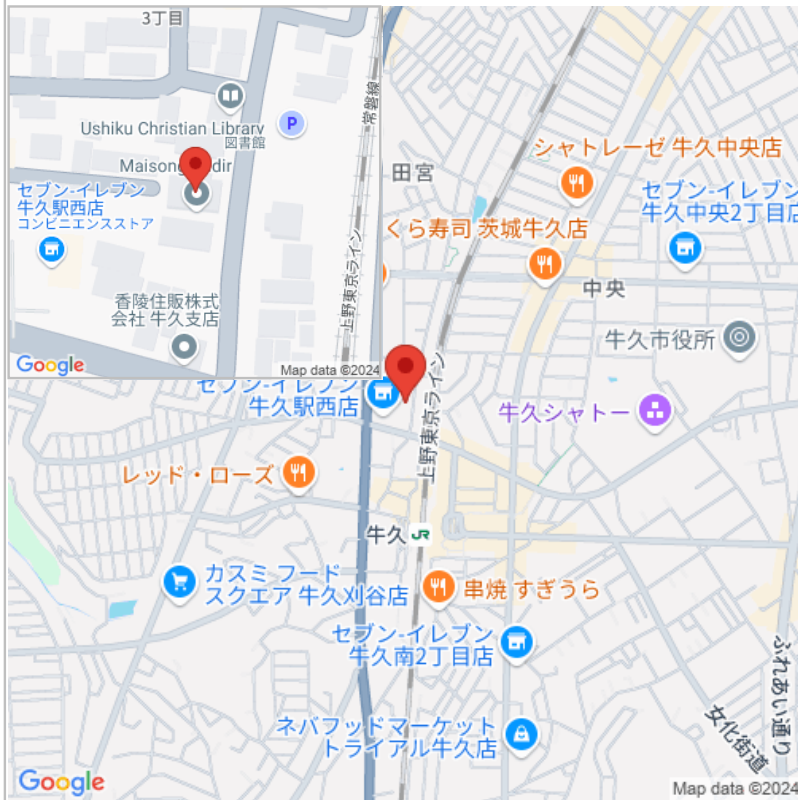 3丁目
常磐線
Ushiku Christian Library
図書館
P
セブン-イレブン
牛久駅西店
コンビニエンスストア
上野東京ライン
香陵住販株式
会社 牛久支店
Google
Map data ©2024
田宮
シャトレーゼ 牛久中央店
セブン-イレブン
牛久中央2丁目店
くら寿司 茨城牛久店
中央
牛久市役所
セブン-イレブン
牛久駅西店
上野東京ライン
牛久シャトー
レッド・ローズ
牛久
JR
カスミ フード
スクエア 牛久刈谷店
串焼 すぎうら
セブン-イレブン
牛久南2丁目店
ふれあい通り
女化街道
ネバフッドマーケット
トライアル牛久店
Google
Map data ©2024